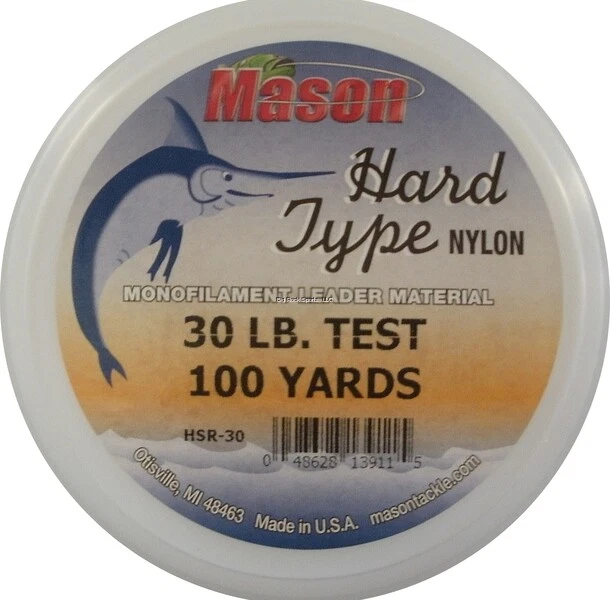 Mason
Hard
Type NYLON
MONOFILAMENT LEADER MATERIAL
30 LB. TEST
100 YARDS
HSR-30
0 48628 13911 5
Otisville, MI 48463 Made in U.S.A. masontackle.com